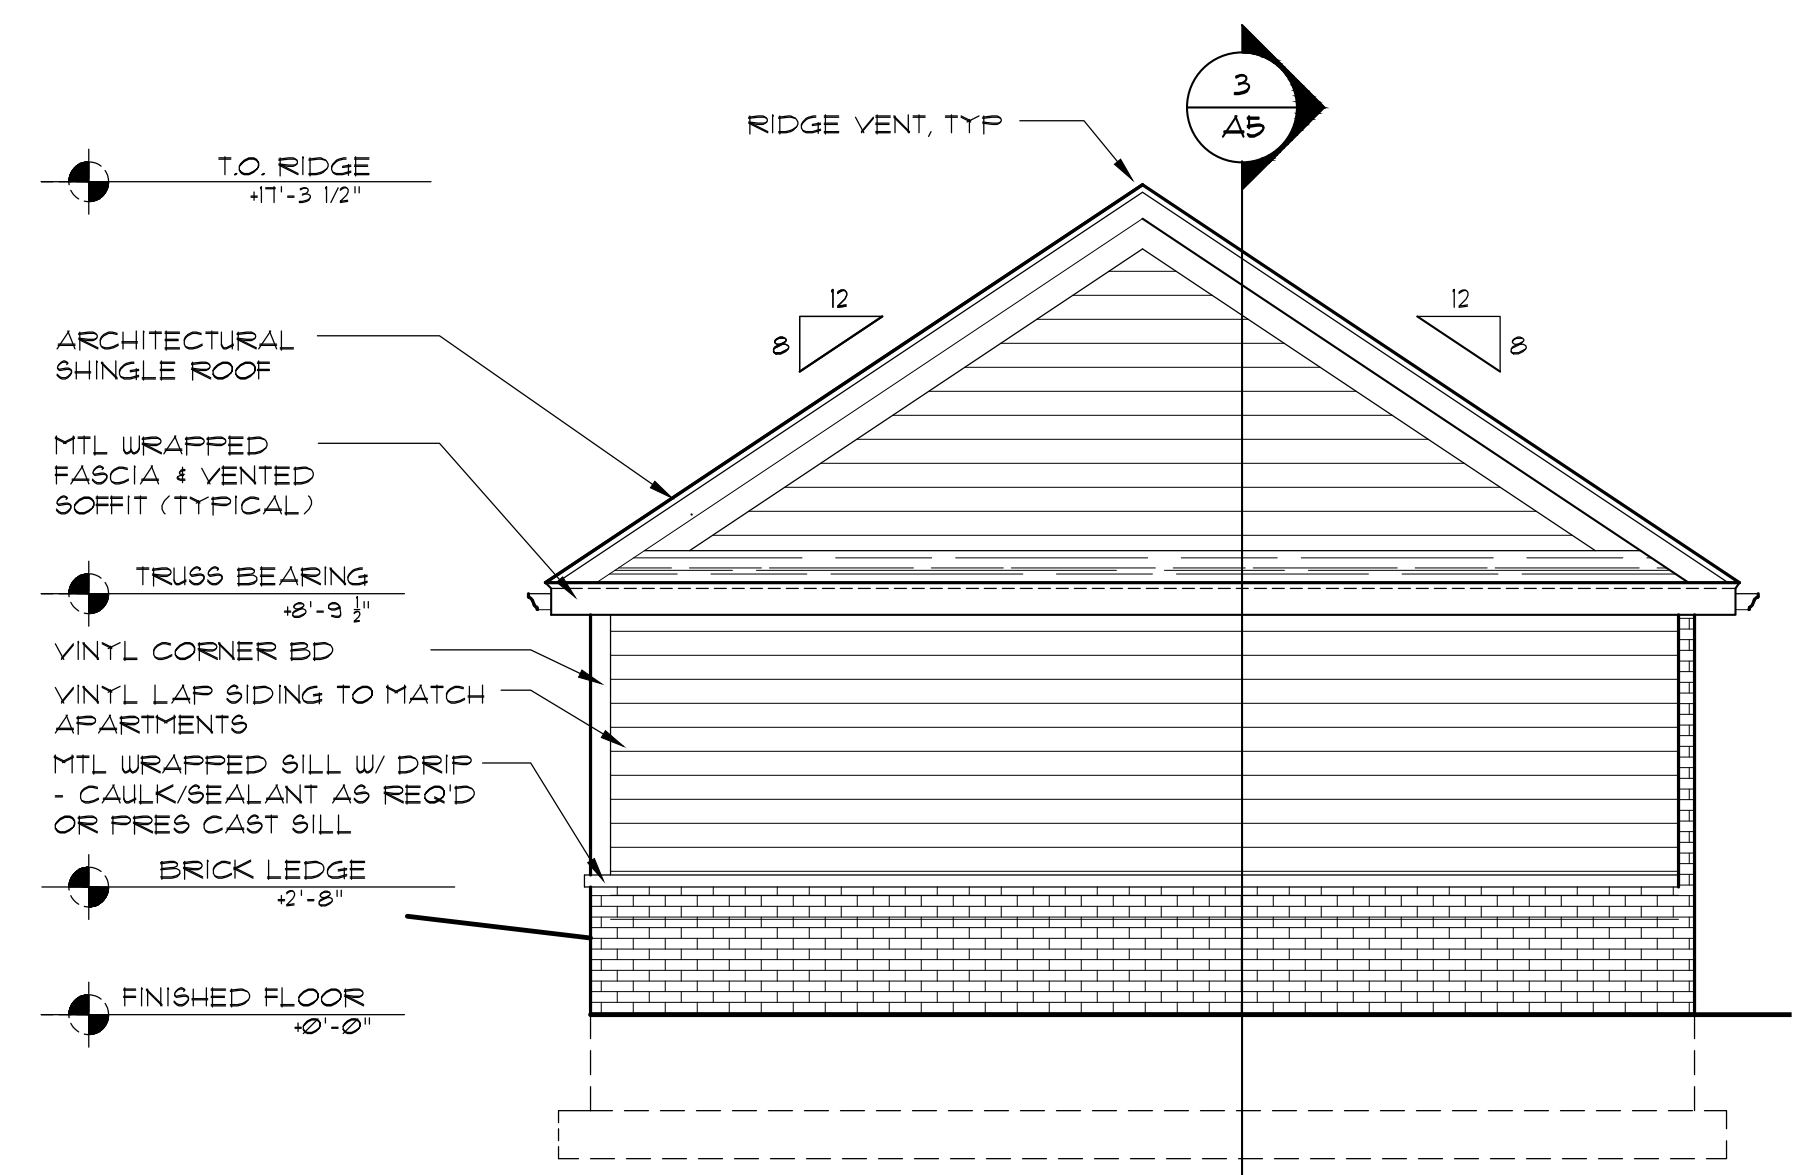 3
A5
RIDGE VENT, TYP
T.O. RIDGE
+17'-3 1/2"
12
8
12
8
ARCHITECTURAL
SHINGLE ROOF
MTL WRAPPED
FASCIA & VENTED
SOFFIT (TYPICAL)
TRUSS BEARING
+8'-9 1/2"
VINYL CORNER BD
VINYL LAP SIDING TO MATCH
APARTMENTS
MTL WRAPPED SILL W/ DRIP
- CAULK/SEALANT AS REQ'D
OR PRES CAST SILL
BRICK LEDGE
+2'-8"
FINISHED FLOOR
+0'-0"